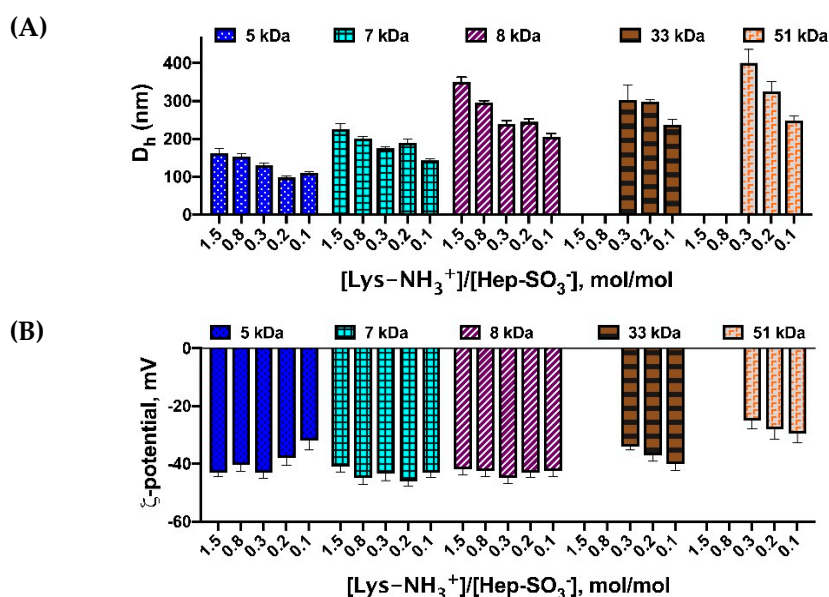 (A)
5 kDa 7 kDa 8 kDa 33 kDa 51 kDa
D_h (nm)
400
300
200
100
0
1.5 0.8 0.3 0.2 0.1 1.5 0.8 0.3 0.2 0.1 1.5 0.8 0.3 0.2 0.1 1.5 0.8 0.3 0.2 0.1 1.5 0.8 0.3 0.2 0.1
[Lys−NH₃⁺]/[Hep-SO₃⁻], mol/mol
(B)
5 kDa 7 kDa 8 kDa 33 kDa 51 kDa
ζ-potential, mV
0
-20
-40
-60
1.5 0.8 0.3 0.2 0.1 1.5 0.8 0.3 0.2 0.1 1.5 0.8 0.3 0.2 0.1 1.5 0.8 0.3 0.2 0.1 1.5 0.8 0.3 0.2 0.1
[Lys−NH₃⁺]/[Hep-SO₃⁻], mol/mol